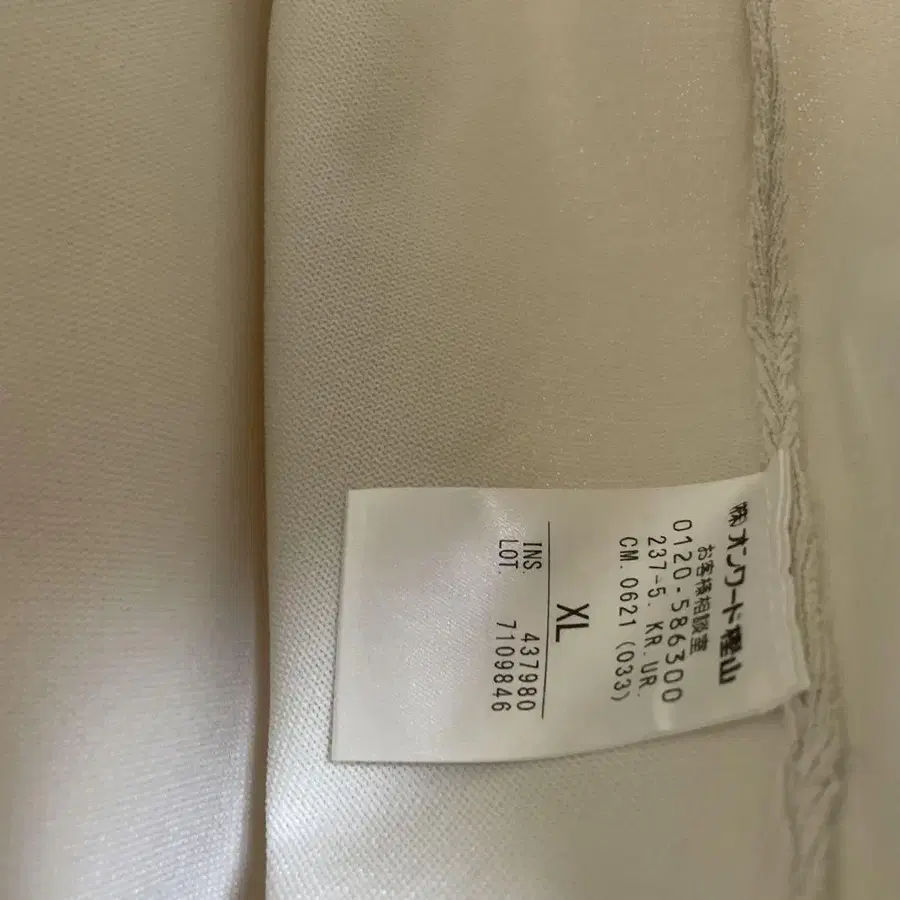 ㈱オンワード樫山
お客様相談室
0120-586300
237-5. KR. UR.
CM. 0621 (033)
XL
INS. 437980
LOT. 7109846